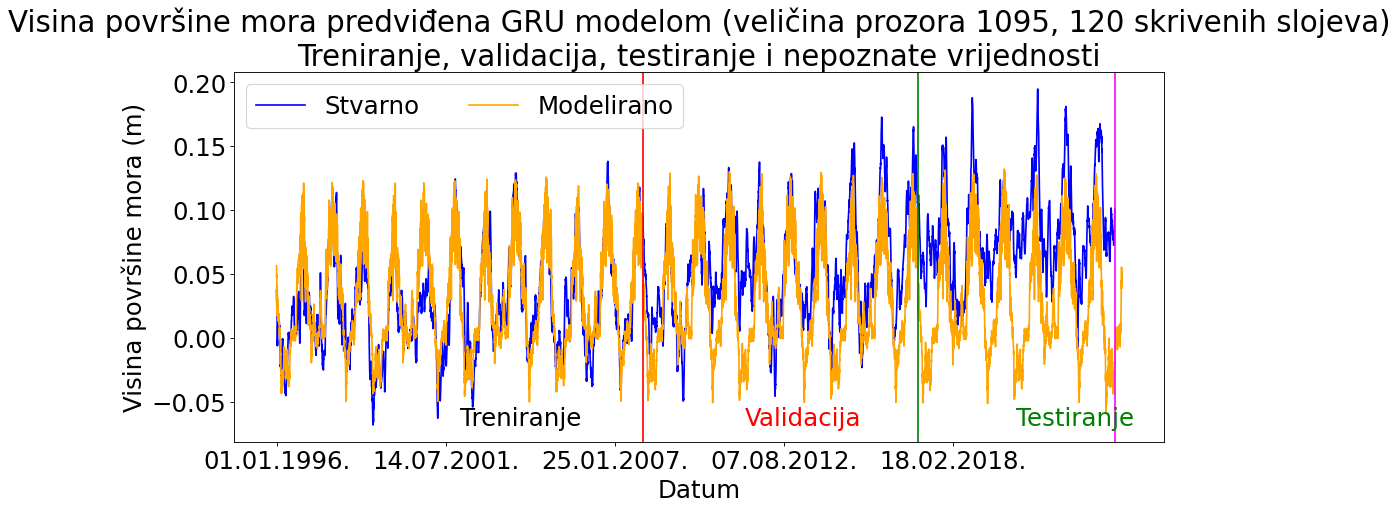 Visina površine mora predviđena GRU modelom (veličina prozora 1095, 120 skrivenih slojeva)
Treniranje, validacija, testiranje i nepoznate vrijednosti
Stvarno Modelirano
Visina površine mora (m)
0.20
0.15
0.10
0.05
0.00
−0.05
Treniranje Validacija Testiranje
01.01.1996. 14.07.2001. 25.01.2007. 07.08.2012. 18.02.2018.
Datum